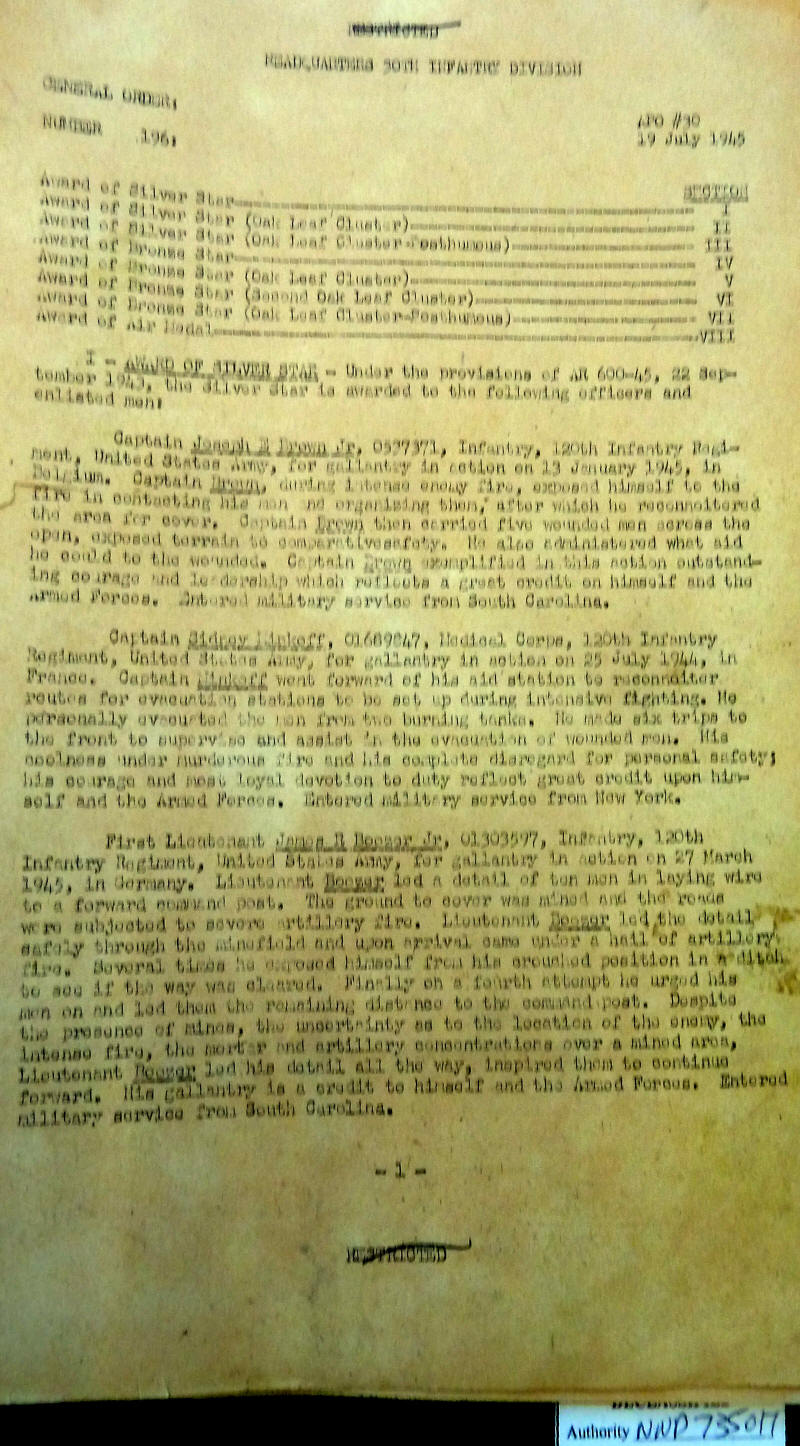 RESTRICTED
HEADQUARTERS 30TH INFANTRY DIVISION
GENERAL ORDERS
NUMBER 196
APO #30
19 July 1945
SECTION
Award of Silver Star I
Award of Silver Star (Oak Leaf Cluster) II
Award of Silver Star (Oak Leaf Cluster-Posthumous) III
Award of Bronze Star IV
Award of Bronze Star (Oak Leaf Cluster) V
Award of Bronze Star (Second Oak Leaf Cluster) VI
Award of Bronze Star (Oak Leaf Cluster-Posthumous) VII
Award of Air Medal VIII
I - AWARD OF SILVER STAR - Under the provisions of AR 600-45, 22 Sep-
tember 1943, the Silver Star is awarded to the following officers and
enlisted men:
Captain Joseph Brown Jr, Infantry, 120th Infantry Regi-
ment, United States Army, for gallantry in action on 13 January 1945, in
Belgium. Captain Brown, during intense enemy fire, exposed himself to the
fire in contacting his men and organizing them, after which he reconnoitered
the area for cover. Captain Brown then carried five wounded men across the
open, exposed terrain to comparative safety. He also administered what aid
he could to the wounded. Captain Brown exemplified in this action outstand-
ing courage and leadership which reflects a great credit on himself and the
Armed Forces. Entered military service from South Carolina.
Captain Medical Corps, 120th Infantry
Regiment, United States Army, for gallantry in action on 25 July 1944, in
France. Captain went forward of his aid station to reconnoiter
routes for evacuation stations to be set up during intensive fighting. He
personally evacuated the men from two burning tanks. He made six trips to
the front to supervise and assist in the evacuation of wounded men. His
coolness under murderous fire and his complete disregard for personal safety;
his courage and most loyal devotion to duty reflect great credit upon him-
self and the Armed Forces. Entered military service from New York.
First Lieutenant James Jr, Infantry, 120th
Infantry Regiment, United States Army, for gallantry in action on 27 March
1945, in Germany. Lieutenant led a detail of ten men in laying wire
to a forward command post. The ground to cover was mined and the roads
were subjected to severe artillery fire. Lieutenant led the detail
safely through the minefield and upon arrival came under a hail of artillery
fire. Several times he exposed himself from his crouched position in a ditch
to see if the way was cleared. Finally on a fourth attempt he urged his
men on and led them the remaining distance to the command post. Despite
the presence of mines, the uncertainty as to the location of the enemy, the
intense fire, the mortar and artillery concentrations over a mined area,
Lieutenant led his detail all the way, inspired them to continue
forward. His gallantry is a credit to himself and the Armed Forces. Entered
military service from South Carolina.
- 1 -
RESTRICTED
Authority NND 735017